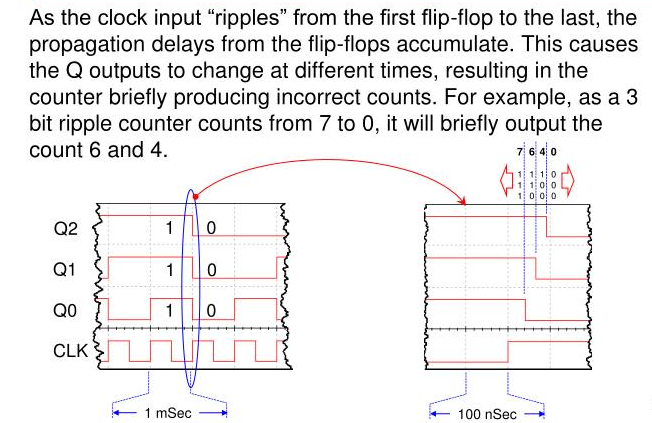 As the clock input “ripples” from the first flip-flop to the last, the
propagation delays from the flip-flops accumulate. This causes
the Q outputs to change at different times, resulting in the
counter briefly producing incorrect counts. For example, as a 3
bit ripple counter counts from 7 to 0, it will briefly output the
count 6 and 4.
7 6 4 0
1 1 1 0
1 1 0 0
1 0 0 0
Q2 1 0
Q1 1 0
Q0 1 0
CLK
1 mSec
100 nSec